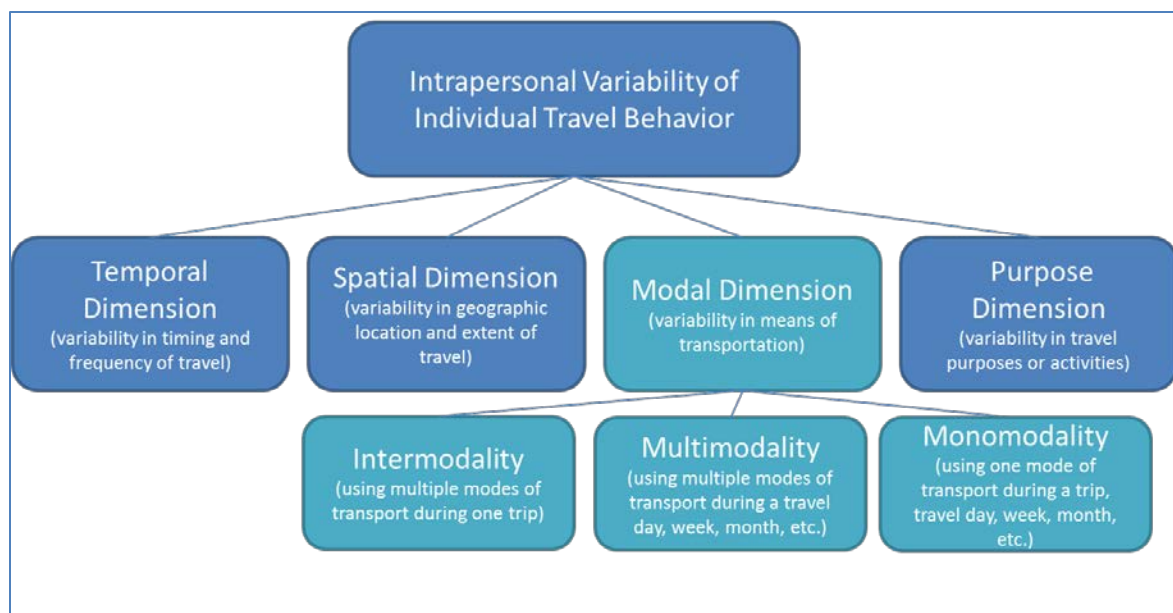 Intrapersonal Variability of
Individual Travel Behavior
Temporal
Dimension
(variability in timing and
frequency of travel)
Spatial Dimension
(variability in geographic
location and extent of
travel)
Modal Dimension
(variability in means of
transportation)
Purpose
Dimension
(variability in travel
purposes or activities)
Intermodality
(using multiple modes of
transport during one trip)
Multimodality
(using multiple modes of
transport during a travel
day, week, month, etc.)
Monomodality
(using one mode of
transport during a trip,
travel day, week, month,
etc.)